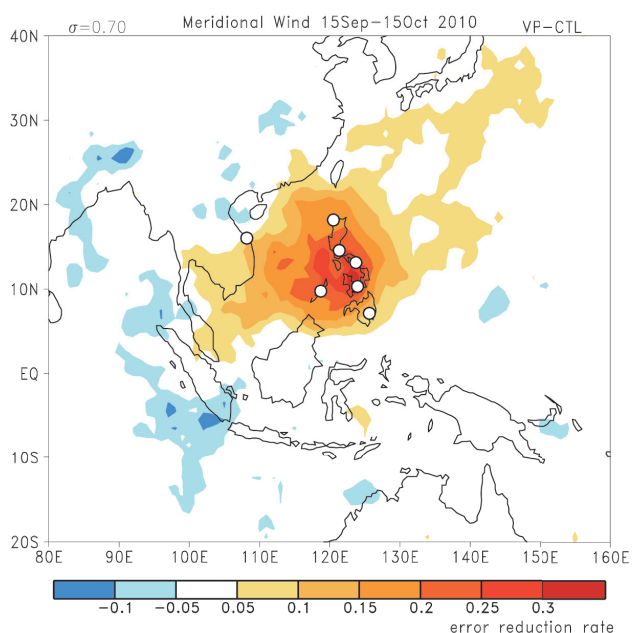 σ=0.70 Meridional Wind 15Sep-15Oct 2010 VP-CTL
40N
30N
20N
10N
EQ
10S
20S
80E 90E 100E 110E 120E 130E 140E 150E 160E
-0.1 -0.05 0.05 0.1 0.15 0.2 0.25 0.3
error reduction rate